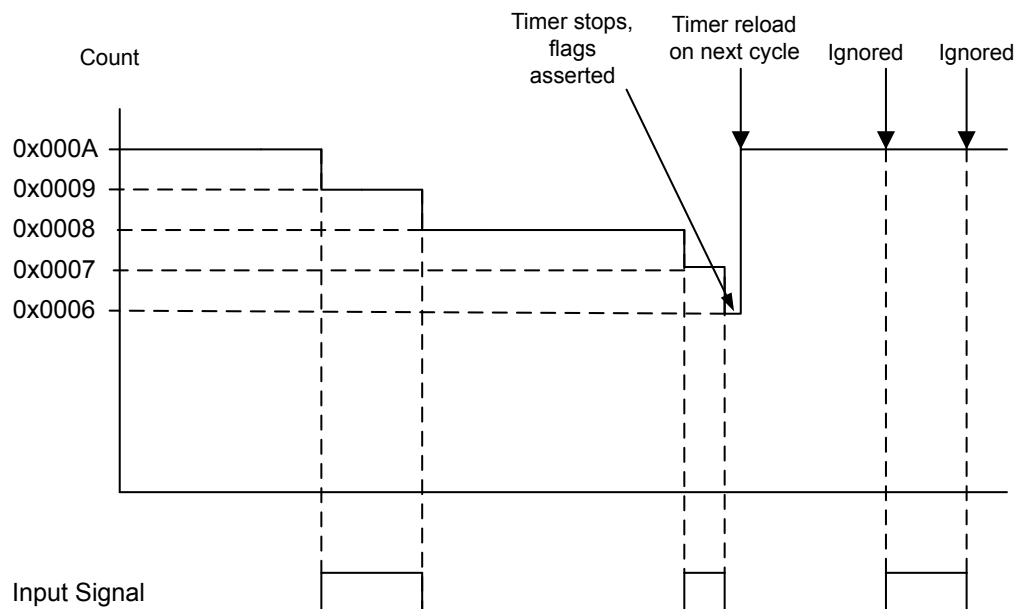 Timer stops,
flags
asserted
Timer reload
on next cycle
Ignored
Ignored
Count
0x000A
0x0009
0x0008
0x0007
0x0006
Input Signal